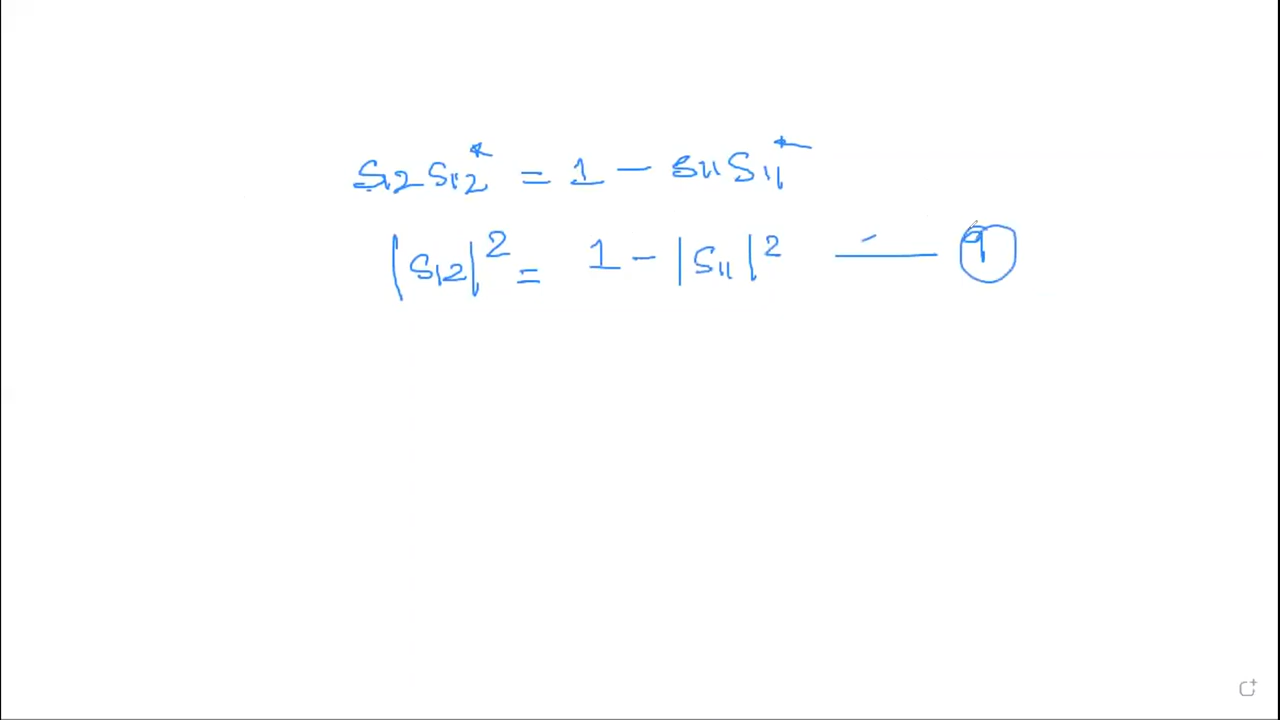 S12 S12* = 1 - S11 S11*
|S12|² = 1 - |S11|² — 9